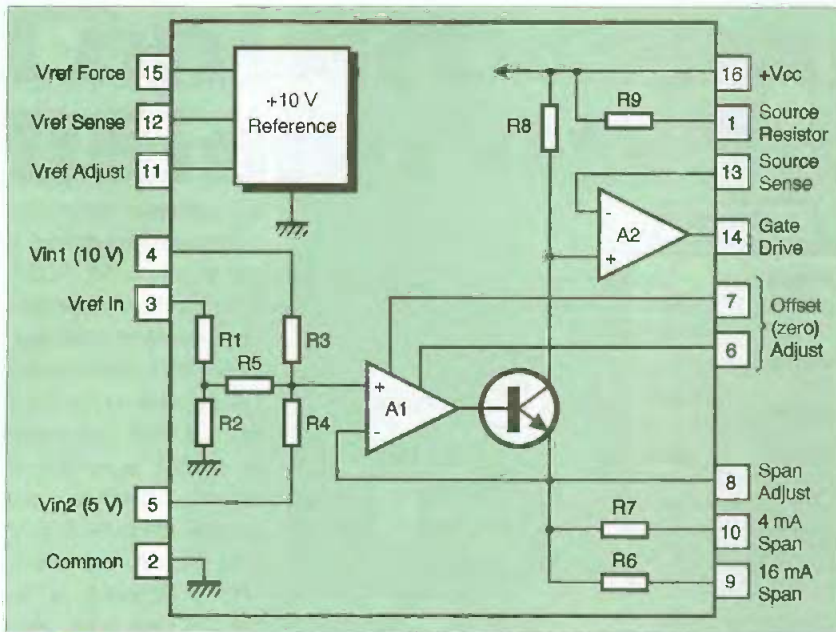 Vref Force 15
Vref Sense 12
Vref Adjust 11
+10 V
Reference
Vin1 (10 V) 4
Vref In 3
R1
R5
R2
R3
R4
Vin2 (5 V) 5
Common 2
+
A1
-
R8
R9
-
A2
+
R7
R6
16 +Vcc
1 Source
Resistor
13 Source
Sense
14 Gate
Drive
7 Offset
(zero)
6 Adjust
8 Span
Adjust
10 4 mA
Span
9 16 mA
Span